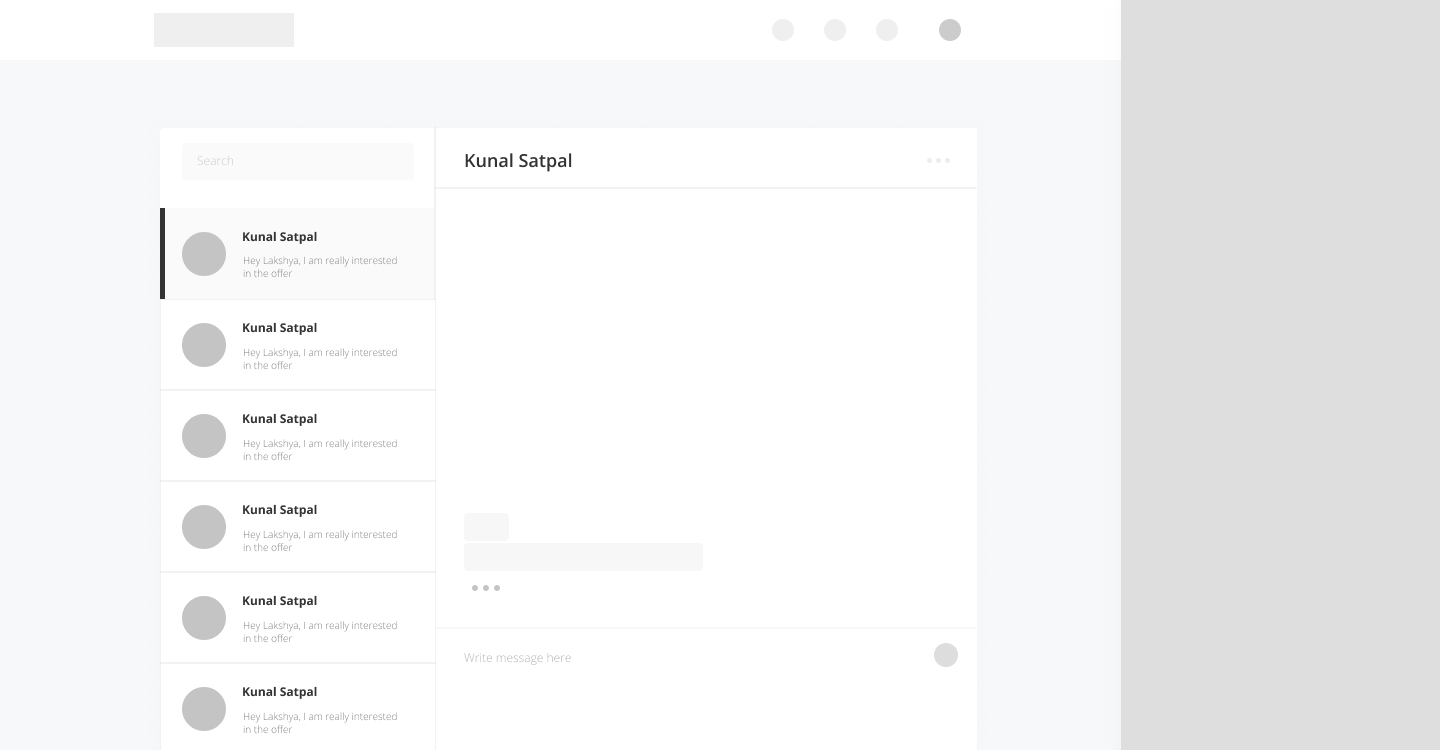 Search
Kunal Satpal
Kunal Satpal
Hey Lakshya, I am really interested
in the offer
Kunal Satpal
Hey Lakshya, I am really interested
in the offer
Kunal Satpal
Hey Lakshya, I am really interested
in the offer
Kunal Satpal
Hey Lakshya, I am really interested
in the offer
Kunal Satpal
Hey Lakshya, I am really interested
in the offer
Kunal Satpal
Hey Lakshya, I am really interested
in the offer
Write message here